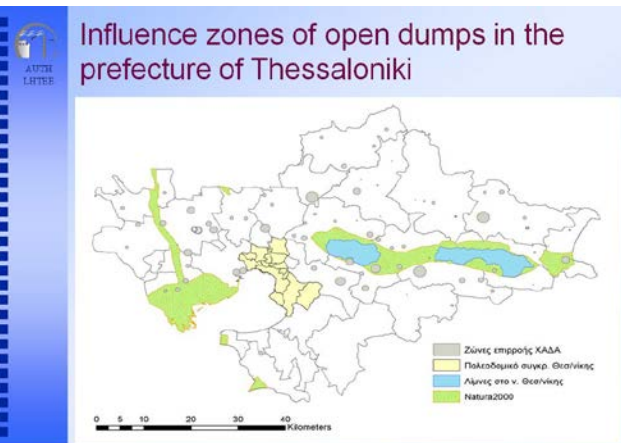 AUTH
LHTEE
Influence zones of open dumps in the
prefecture of Thessaloniki
Ζώνες επιρροής ΧΑΔΑ
Πολεοδομικό συγκρ. Θεσ/νίκης
Λίμνες στο ν. Θεσ/νίκης
Natura2000
0 5 10 20 30 40
Kilometers